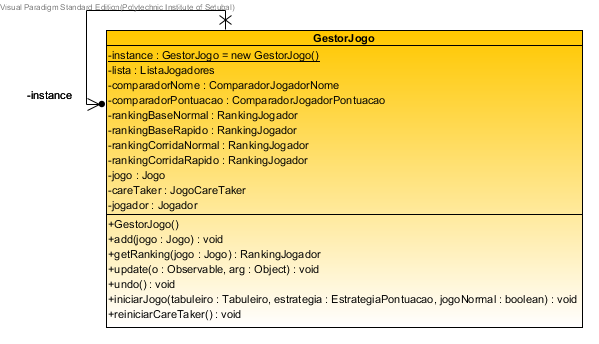 Visual Paradigm Standard Edition(Polytechnic Institute of Setubal)
GestorJogo
-instance : GestorJogo = new GestorJogo()
-lista : ListaJogadores
-comparadorNome : ComparadorJogadorNome
-comparadorPontuacao : ComparadorJogadorPontuacao
-rankingBaseNormal : RankingJogador
-rankingBaseRapido : RankingJogador
-rankingCorridaNormal : RankingJogador
-rankingCorridaRapido : RankingJogador
-jogo : Jogo
-careTaker : JogoCareTaker
-jogador : Jogador
-instance
+GestorJogo()
+add(jogo : Jogo) : void
+getRanking(jogo : Jogo) : RankingJogador
+update(o : Observable, arg : Object) : void
+undo() : void
+iniciarJogo(tabuleiro : Tabuleiro, estrategia : EstrategiaPontuacao, jogoNormal : boolean) : void
+reiniciarCareTaker() : void